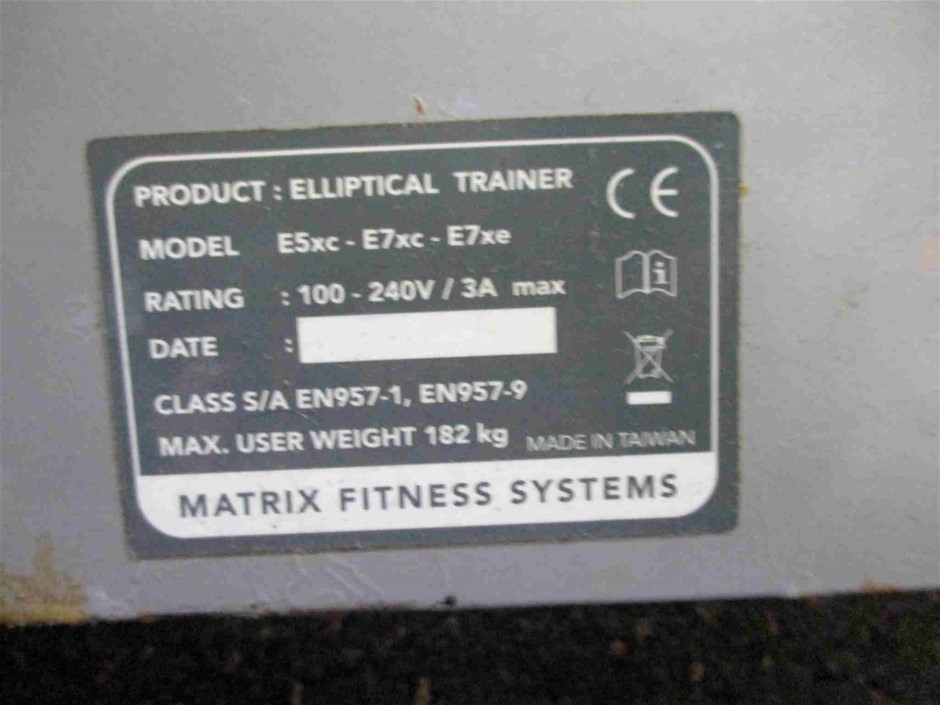 PRODUCT : ELLIPTICAL TRAINER
CE
MODEL E5xc - E7xc - E7xe
RATING : 100 - 240V / 3A max
i
DATE :
CLASS S/A EN957-1, EN957-9
MAX. USER WEIGHT 182 kg
MADE IN TAIWAN
MATRIX FITNESS SYSTEMS